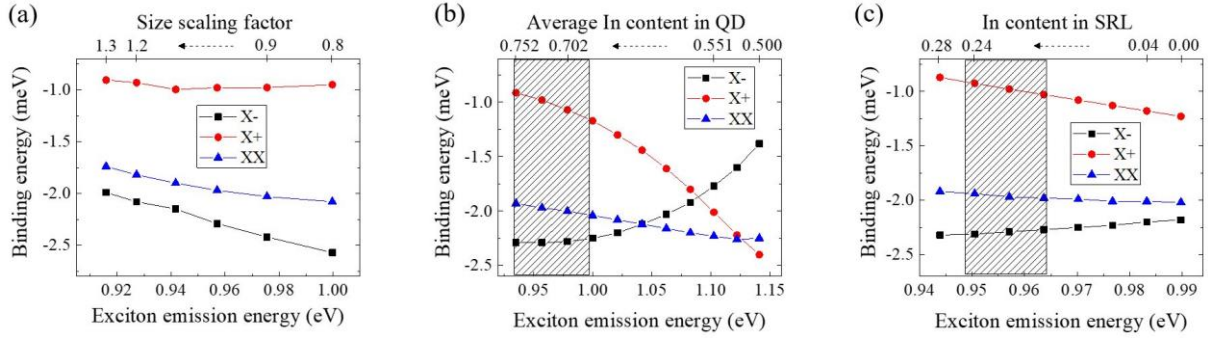 (a)
Size scaling factor
1.3 1.2 0.9 0.8
Binding energy (meV)
-1.0
-1.5
-2.0
-2.5
X-
X+
XX
0.92 0.94 0.96 0.98 1.00
Exciton emission energy (eV)
(b)
Average In content in QD
0.752 0.702 0.551 0.500
Binding energy (meV)
-1.0
-1.5
-2.0
-2.5
X-
X+
XX
0.95 1.00 1.05 1.10 1.15
Exciton emission energy (eV)
(c)
In content in SRL
0.28 0.24 0.04 0.00
Binding energy (meV)
-1.0
-1.5
-2.0
-2.5
X-
X+
XX
0.94 0.95 0.96 0.97 0.98 0.99
Exciton emission energy (eV)